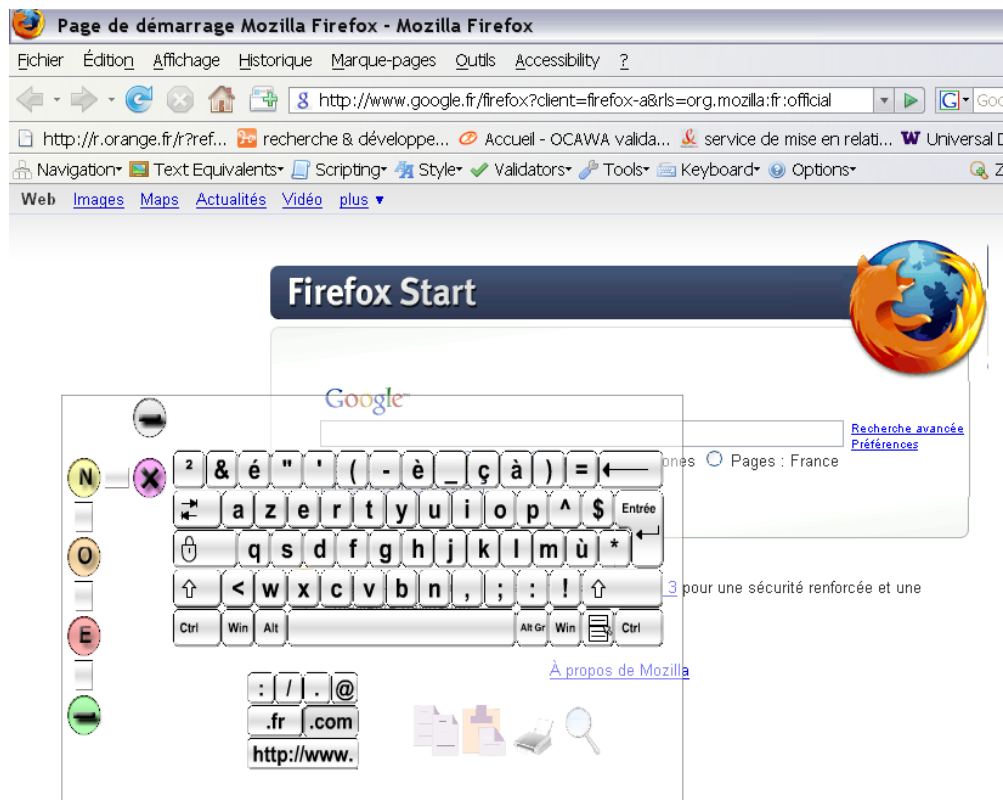 Page de démarrage Mozilla Firefox - Mozilla Firefox
Fichier Édition Affichage Historique Marque-pages Outils Accessibility ?
http://www.google.fr/firefox?client=firefox-a&rls=org.mozilla:fr:official G Goo
http://r.orange.fr/r?ref... recherche & développe... Accueil - OCAWA valida... service de mise en relati... W Universal D
Navigation Text Equivalents Scripting Style Validators Tools Keyboard Options Z
Web Images Maps Actualités Vidéo plus
Firefox Start
Google
Recherche avancée
Préférences
ones Pages : France
N X ² & é " ' ( - è _ ç à ) =
a z e r t y u i o p ^ $ Entrée
O q s d f g h j k l m ù *
< w x c v b n , ; : !
3 pour une sécurité renforcée et une
E Ctrl Win Alt Alt Gr Win Ctrl
À propos de Mozilla
: / . @
.fr .com
http://www.